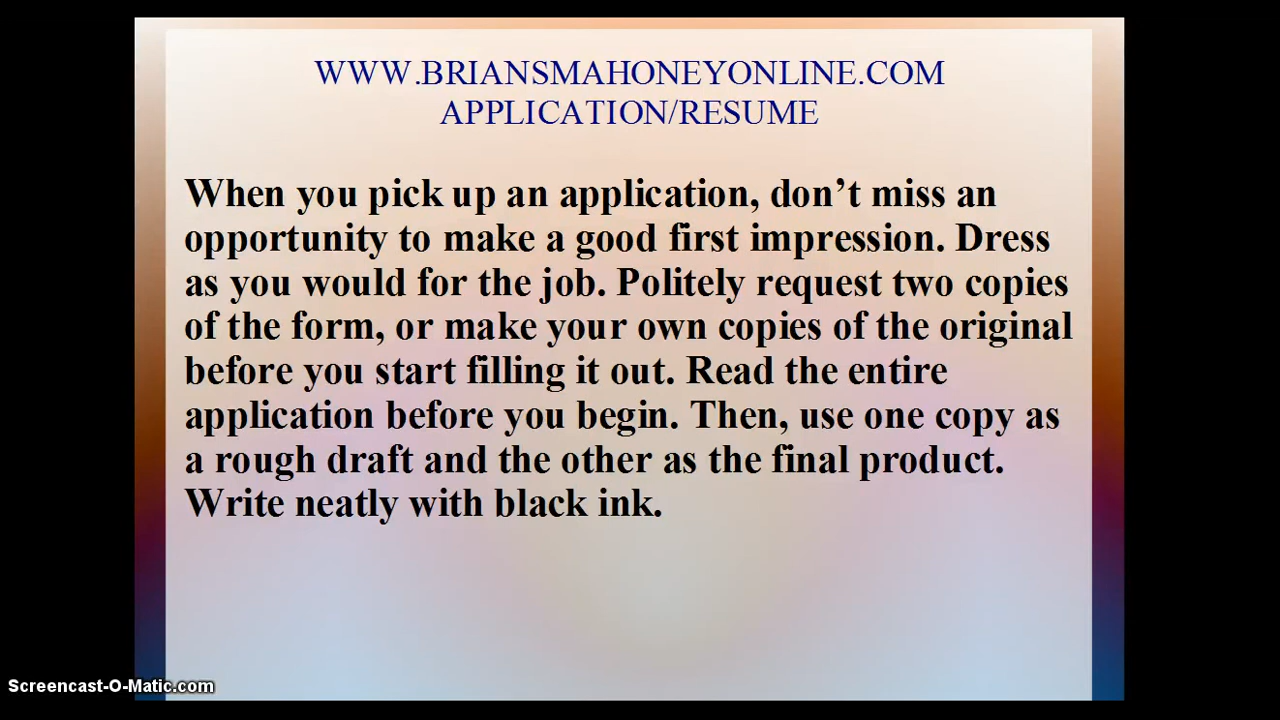 WWW.BRIANSMAHONEYONLINE.COM
APPLICATION/RESUME
When you pick up an application, don’t miss an
opportunity to make a good first impression. Dress
as you would for the job. Politely request two copies
of the form, or make your own copies of the original
before you start filling it out. Read the entire
application before you begin. Then, use one copy as
a rough draft and the other as the final product.
Write neatly with black ink.
Screencast-O-Matic.com